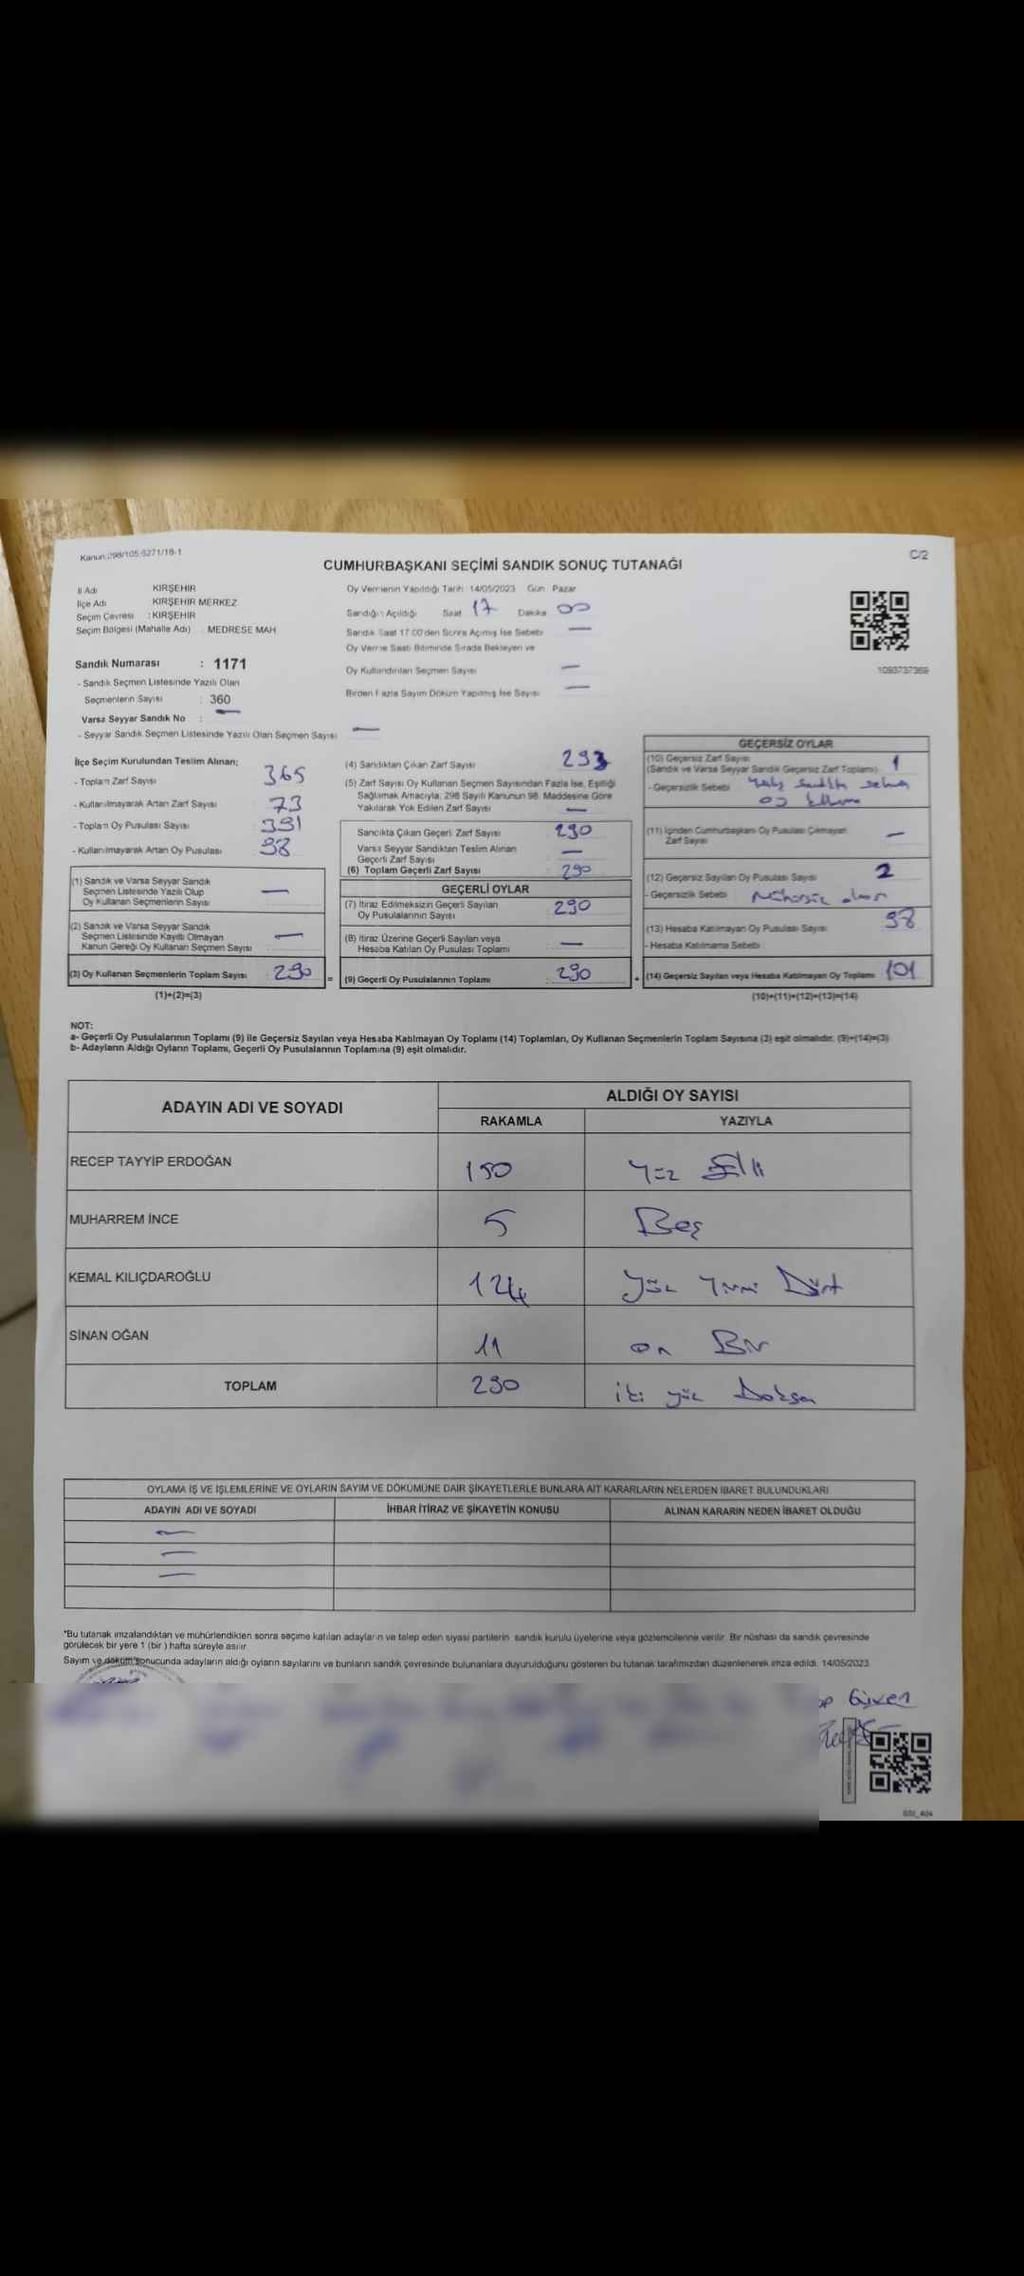 Kanun:298/105-5271/18-1
C/2
CUMHURBAŞKANI SEÇİMİ SANDIK SONUÇ TUTANAĞI
İl Adı KIRŞEHİR
İlçe Adı KIRŞEHİR MERKEZ
Seçim Çevresi : KIRŞEHİR
Seçim Bölgesi (Mahalle Adı) : MEDRESE MAH
Oy Vermenin Yapıldığı Tarih: 14/05/2023 Gün: Pazar
Sandığın Açıldığı Saat 17 Dakika 00
Sandık Saat 17:00'den Sonra Açılmış İse Sebebi —
Oy Verme Saati Bitiminde Sırada Bekleyen ve
Oy Kullandırılan Seçmen Sayısı —
Birden Fazla Sayım Döküm Yapılmış İse Sayısı —
1093737369
Sandık Numarası : 1171
- Sandık Seçmen Listesinde Yazılı Olan
Seçmenlerin Sayısı : 360
Varsa Seyyar Sandık No : —
- Seyyar Sandık Seçmen Listesinde Yazılı Olan Seçmen Sayısı —
İlçe Seçim Kurulundan Teslim Alınan;
- Toplam Zarf Sayısı 365
- Kullanılmayarak Artan Zarf Sayısı 73
- Toplam Oy Pusulası Sayısı 391
- Kullanılmayarak Artan Oy Pusulası 98
(1) Sandık ve Varsa Seyyar Sandık
Seçmen Listesinde Yazılı Olup
Oy Kullanan Seçmenlerin Sayısı —
(2) Sandık ve Varsa Seyyar Sandık
Seçmen Listesinde Kayıtlı Olmayan
Kanun Gereği Oy Kullanan Seçmen Sayısı —
(3) Oy Kullanan Seçmenlerin Toplam Sayısı 290
(1)+(2)=(3)
(4) Sandıktan Çıkan Zarf Sayısı 293
(5) Zarf Sayısı Oy Kullanan Seçmen Sayısından Fazla İse, Eşitliği
Sağlamak Amacıyla, 298 Sayılı Kanunun 98. Maddesine Göre
Yakılarak Yok Edilen Zarf Sayısı —
Sandıkta Çıkan Geçerli Zarf Sayısı 290
Varsa Seyyar Sandıktan Teslim Alınan
Geçerli Zarf Sayısı —
(6) Toplam Geçerli Zarf Sayısı 290
GEÇERLİ OYLAR
(7) İtiraz Edilmeksizin Geçerli Sayılan
Oy Pusulalarının Sayısı 290
(8) İtiraz Üzerine Geçerli Sayılan veya
Hesaba Katılan Oy Pusulası Toplamı —
= (9) Geçerli Oy Pusulalarının Toplamı 290
GEÇERSİZ OYLAR
(10) Geçersiz Zarf Sayısı 1
(Sandık ve Varsa Seyyar Sandık Geçersiz Zarf Toplamı)
- Geçersizlik Sebebi
(11) İçinden Cumhurbaşkanı Oy Pusulası Çıkmayan
Zarf Sayısı —
(12) Geçersiz Sayılan Oy Pusulası Sayısı 2
- Geçersizlik Sebebi Mühürsüz olması
(13) Hesaba Katılmayan Oy Pusulası Sayısı 98
- Hesaba Katılmama Sebebi
+ (14) Geçersiz Sayılan veya Hesaba Katılmayan Oy Toplamı 101
(10)+(11)+(12)+(13)=(14)
NOT:
a- Geçerli Oy Pusulalarının Toplamı (9) ile Geçersiz Sayılan veya Hesaba Katılmayan Oy Toplamı (14) Toplamları, Oy Kullanan Seçmenlerin Toplam Sayısına (3) eşit olmalıdır. (9)+(14)=(3)
b- Adayların Aldığı Oyların Toplamı, Geçerli Oy Pusulalarının Toplamına (9) eşit olmalıdır.
ADAYIN ADI VE SOYADI
ALDIĞI OY SAYISI
RAKAMLA YAZIYLA
RECEP TAYYİP ERDOĞAN 150 Yüz Elli
MUHARREM İNCE 5 Beş
KEMAL KILIÇDAROĞLU 124 Yüz Yirmi Dört
SİNAN OĞAN 11 on Bir
TOPLAM 290 iki yüz Doksan
OYLAMA İŞ VE İŞLEMLERİNE VE OYLARIN SAYIM VE DÖKÜMÜNE DAİR ŞİKAYETLERLE BUNLARA AİT KARARLARIN NELERDEN İBARET BULUNDUKLARI
ADAYIN ADI VE SOYADI İHBAR İTİRAZ VE ŞİKAYETİN KONUSU ALINAN KARARIN NEDEN İBARET OLDUĞU
—
—
—
*Bu tutanak imzalandıktan ve mühürlendikten sonra seçime katılan adayların ve talep eden siyasi partilerin sandık kurulu üyelerine veya gözlemcilerine verilir. Bir nüshası da sandık çevresinde
görülecek bir yere 1 (bir ) hafta süreyle asılır.
Sayım ve döküm sonucunda adayların aldığı oyların sayılarını ve bunların sandık çevresinde bulunanlara duyurulduğunu gösteren bu tutanak tarafımızdan düzenlenerek imza edildi. 14/05/2023
Güven